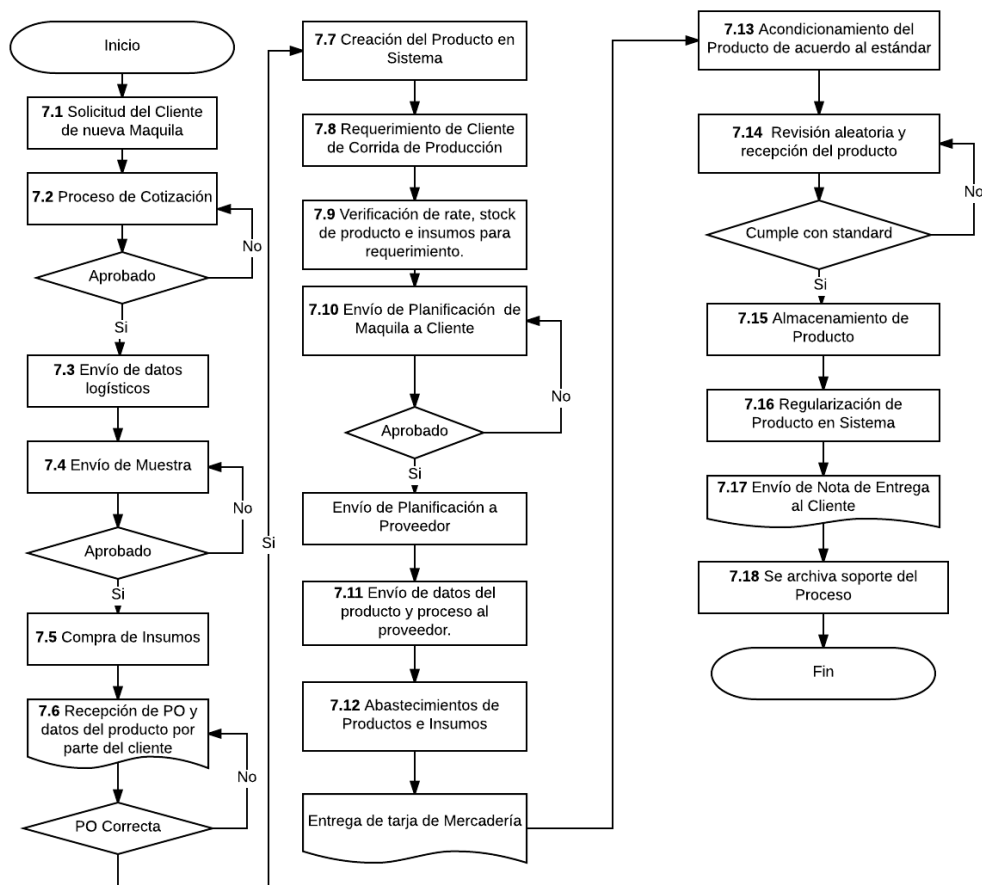 Inicio
7.1 Solicitud del Cliente
de nueva Maquila
7.2 Proceso de Cotización
No
Aprobado
Si
7.3 Envío de datos
logísticos
7.4 Envío de Muestra
No
Aprobado
Si
7.5 Compra de Insumos
7.6 Recepción de PO y
datos del producto por
parte del cliente
No
PO Correcta
Si
7.7 Creación del Producto en
Sistema
7.8 Requerimiento de Cliente
de Corrida de Producción
7.9 Verificación de rate, stock
de producto e insumos para
requerimiento.
7.10 Envío de Planificación de
Maquila a Cliente
No
Aprobado
Si
Envío de Planificación a
Proveedor
7.11 Envío de datos del
producto y proceso al
proveedor.
7.12 Abastecimientos de
Productos e Insumos
Entrega de tarja de Mercadería
7.13 Acondicionamiento del
Producto de acuerdo al estándar
7.14 Revisión aleatoria y
recepción del producto
No
Cumple con standard
Si
7.15 Almacenamiento de
Producto
7.16 Regularización de
Producto en Sistema
7.17 Envío de Nota de Entrega
al Cliente
7.18 Se archiva soporte del
Proceso
Fin